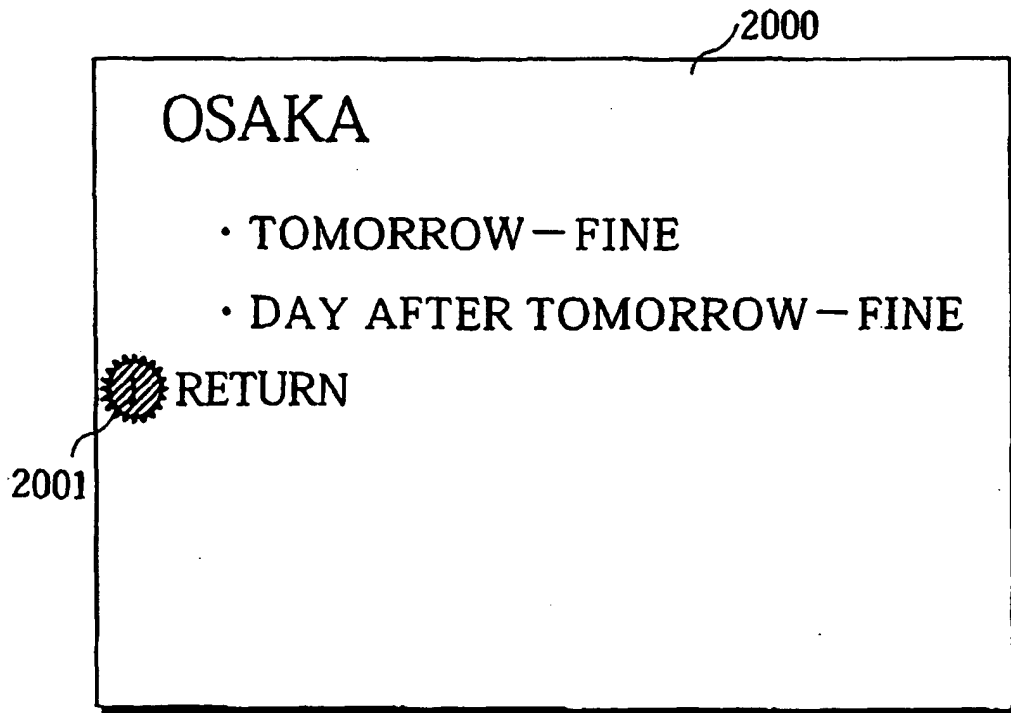 2000
OSAKA
· TOMORROW—FINE
· DAY AFTER TOMORROW—FINE
RETURN
2001